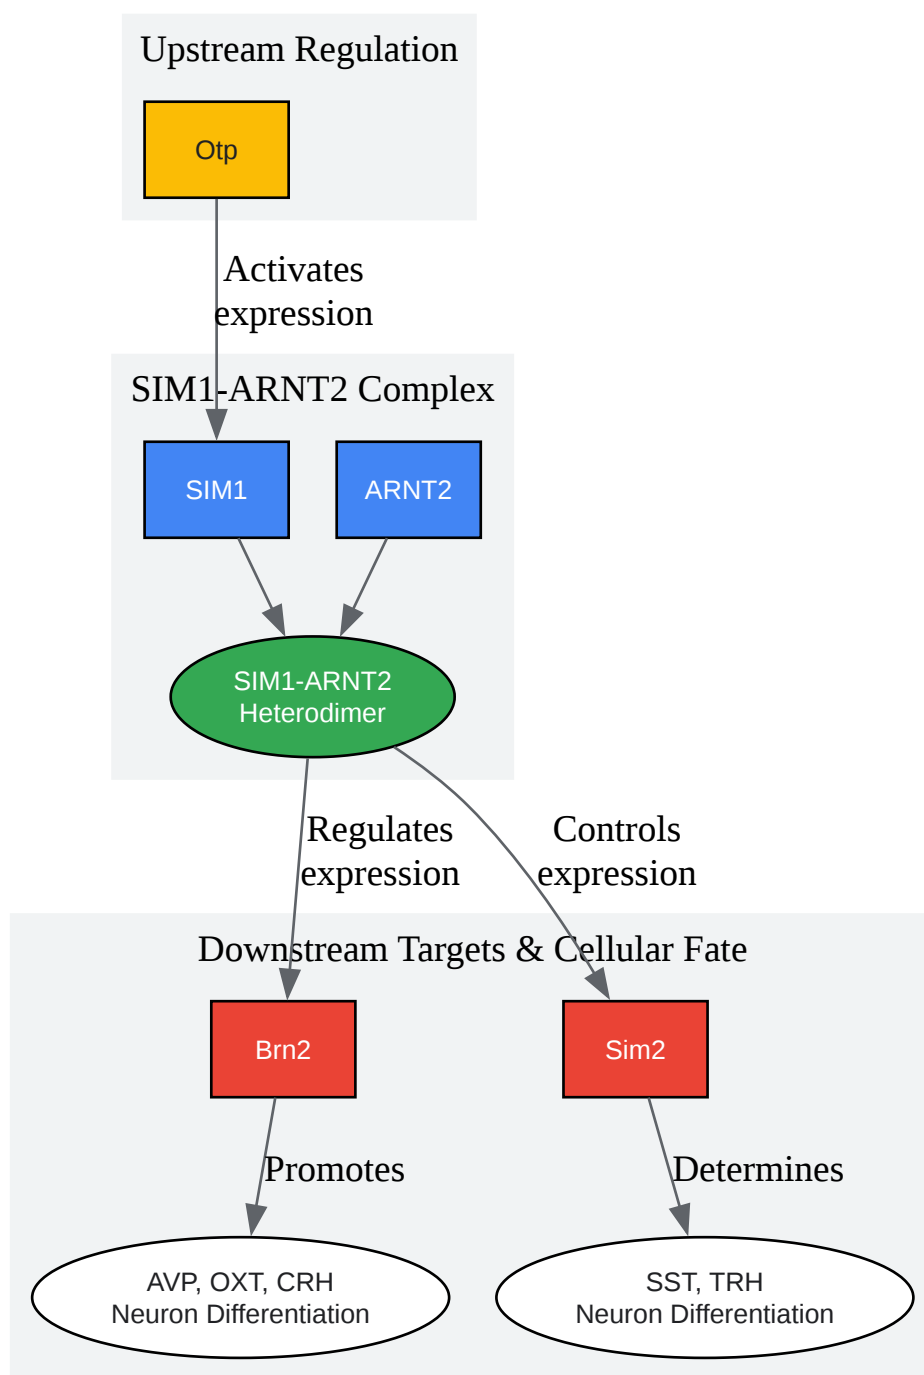 Upstream Regulation
Otp
Activates
expression
SIM1-ARNT2 Complex
SIM1
ARNT2
SIM1-ARNT2
Heterodimer
Regulates
expression
Controls
expression
Downstream Targets & Cellular Fate
Brn2
Sim2
Promotes
Determines
AVP, OXT, CRH
Neuron Differentiation
SST, TRH
Neuron Differentiation